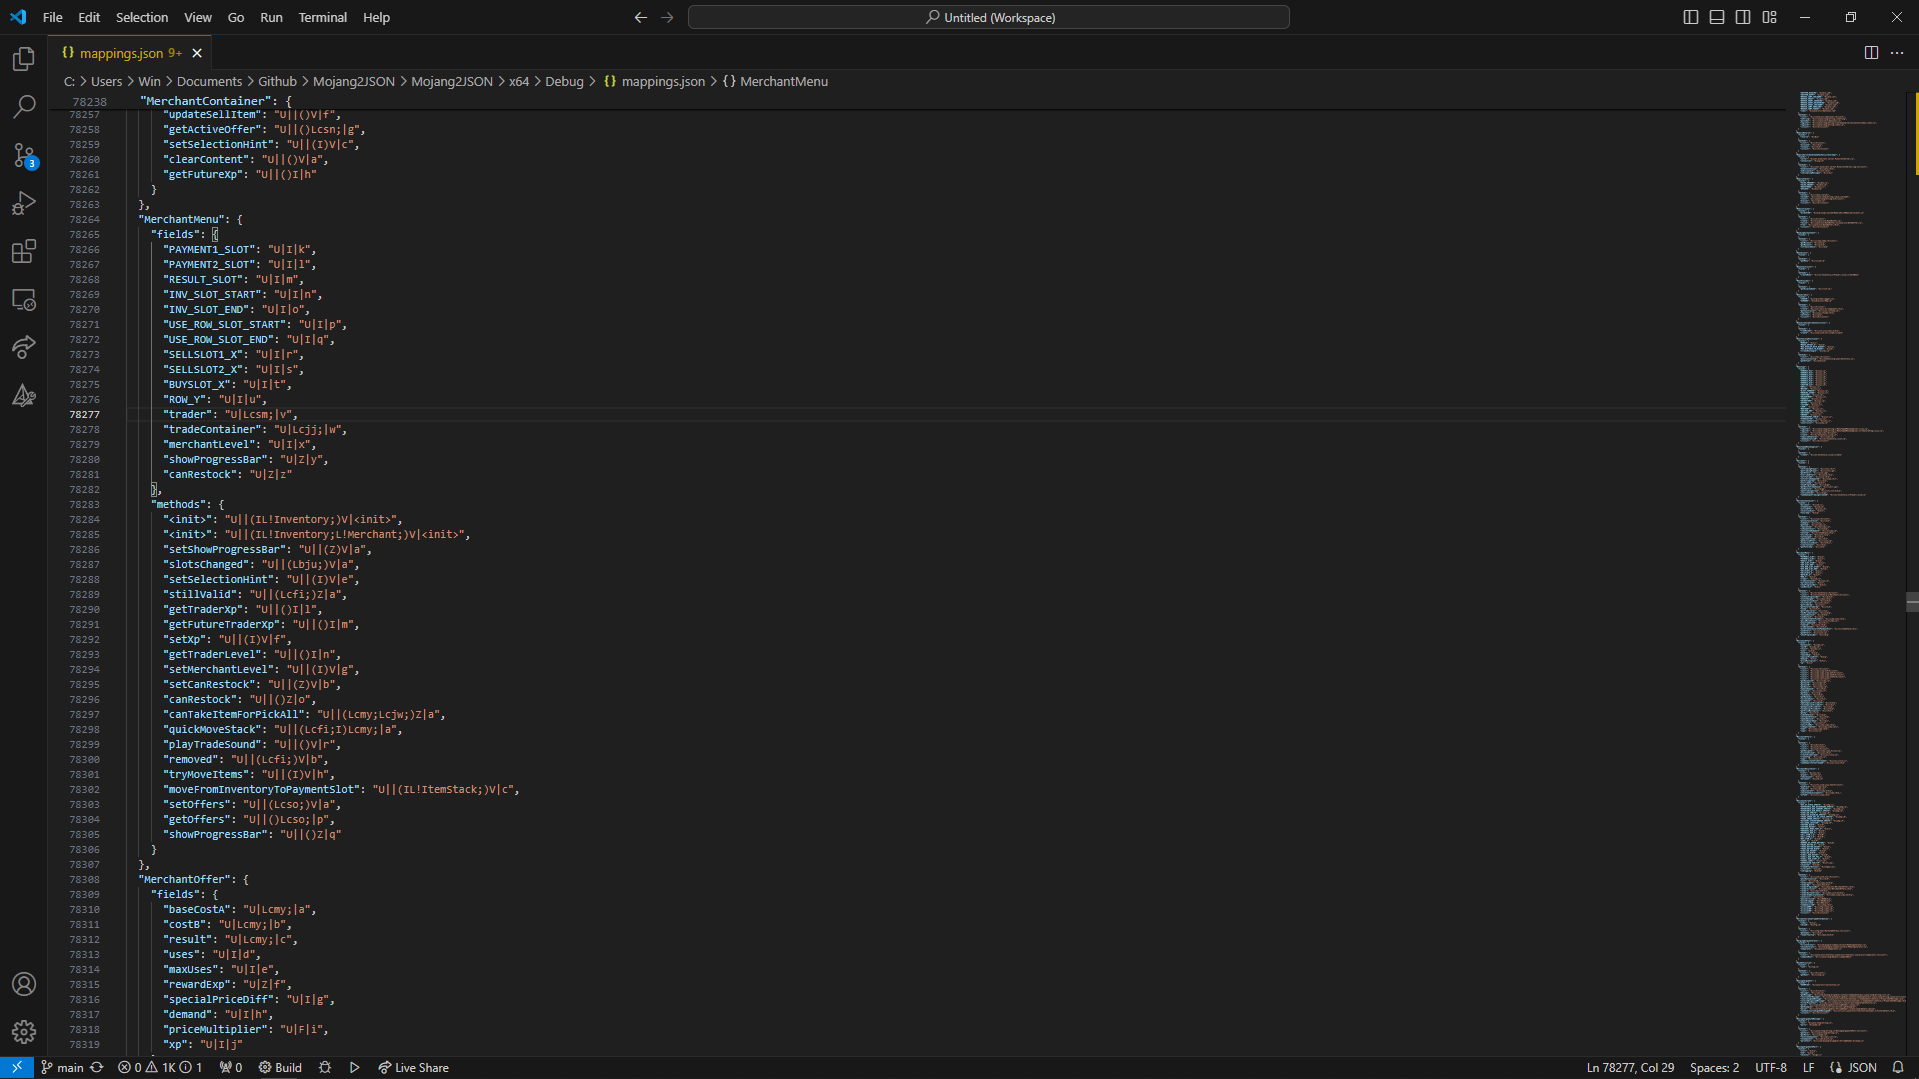 File Edit Selection View Go Run Terminal Help
Untitled (Workspace)
mappings.json 9+
C: > Users > Win > Documents > Github > Mojang2JSON > Mojang2JSON > x64 > Debug > {} mappings.json > {} MerchantMenu
78238 "MerchantContainer": {
78257 "updateSellItem": "U||()V|f",
78258 "getActiveOffer": "U||()Lcsn;|g",
78259 "setSelectionHint": "U||(I)V|c",
78260 "clearContent": "U||()V|a",
78261 "getFutureXp": "U||()I|h"
78262 }
78263 },
78264 "MerchantMenu": {
78265 "fields": {
78266 "PAYMENT1_SLOT": "U|I|k",
78267 "PAYMENT2_SLOT": "U|I|l",
78268 "RESULT_SLOT": "U|I|m",
78269 "INV_SLOT_START": "U|I|n",
78270 "INV_SLOT_END": "U|I|o",
78271 "USE_ROW_SLOT_START": "U|I|p",
78272 "USE_ROW_SLOT_END": "U|I|q",
78273 "SELLSLOT1_X": "U|I|r",
78274 "SELLSLOT2_X": "U|I|s",
78275 "BUYSLOT_X": "U|I|t",
78276 "ROW_Y": "U|I|u",
78277 "trader": "U|Lcsm;|v",
78278 "tradeContainer": "U|Lcjj;|w",
78279 "merchantLevel": "U|I|x",
78280 "showProgressBar": "U|Z|y",
78281 "canRestock": "U|Z|z"
78282 },
78283 "methods": {
78284 "<init>": "U||(IL!Inventory;)V|<init>",
78285 "<init>": "U||(IL!Inventory;L!Merchant;)V|<init>",
78286 "setShowProgressBar": "U||(Z)V|a",
78287 "slotsChanged": "U||(Lbju;)V|a",
78288 "setSelectionHint": "U||(I)V|e",
78289 "stillValid": "U||(Lcfi;)Z|a",
78290 "getTraderXp": "U||()I|l",
78291 "getFutureTraderXp": "U||()I|m",
78292 "setXp": "U||(I)V|f",
78293 "getTraderLevel": "U||()I|n",
78294 "setMerchantLevel": "U||(I)V|g",
78295 "setCanRestock": "U||(Z)V|b",
78296 "canRestock": "U||()Z|o",
78297 "canTakeItemForPickAll": "U||(Lcmy;Lcjw;)Z|a",
78298 "quickMoveStack": "U||(Lcfi;I)Lcmy;|a",
78299 "playTradeSound": "U||()V|r",
78300 "removed": "U||(Lcfi;)V|b",
78301 "tryMoveItems": "U||(I)V|h",
78302 "moveFromInventoryToPaymentSlot": "U||(IL!ItemStack;)V|c",
78303 "setOffers": "U||(Lcso;)V|a",
78304 "getOffers": "U||()Lcso;|p",
78305 "showProgressBar": "U||()Z|q"
78306 }
78307 },
78308 "MerchantOffer": {
78309 "fields": {
78310 "baseCostA": "U|Lcmy;|a",
78311 "costB": "U|Lcmy;|b",
78312 "result": "U|Lcmy;|c",
78313 "uses": "U|I|d",
78314 "maxUses": "U|I|e",
78315 "rewardExp": "U|Z|f",
78316 "specialPriceDiff": "U|I|g",
78317 "demand": "U|I|h",
78318 "priceMultiplier": "U|F|i",
78319 "xp": "U|I|j"
3
main 0 1K 1 0 Build Live Share Ln 78277, Col 29 Spaces: 2 UTF-8 LF {} JSON